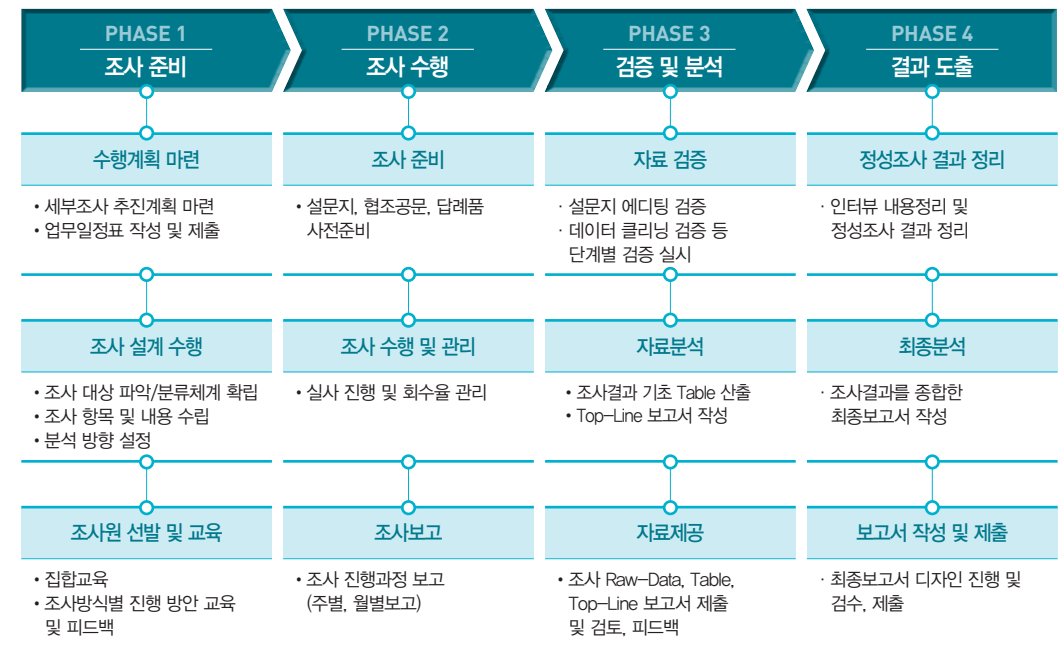 PHASE 1
조사 준비
수행계획 마련
• 세부조사 추진계획 마련
• 업무일정표 작성 및 제출
조사 설계 수행
• 조사 대상 파악/분류체계 확립
• 조사 항목 및 내용 수립
• 분석 방향 설정
조사원 선발 및 교육
• 집합교육
• 조사방식별 진행 방안 교육
및 피드백
PHASE 2
조사 수행
조사 준비
• 설문지, 협조공문, 답례품
사전준비
조사 수행 및 관리
• 실사 진행 및 회수율 관리
조사보고
• 조사 진행과정 보고
(주별, 월별보고)
PHASE 3
검증 및 분석
자료 검증
· 설문지 에디팅 검증
· 데이터 클리닝 검증 등
단계별 검증 실시
자료분석
• 조사결과 기초 Table 산출
• Top-Line 보고서 작성
자료제공
• 조사 Raw-Data, Table,
Top-Line 보고서 제출
및 검토, 피드백
PHASE 4
결과 도출
정성조사 결과 정리
· 인터뷰 내용정리 및
정성조사 결과 정리
최종분석
· 조사결과를 종합한
최종보고서 작성
보고서 작성 및 제출
· 최종보고서 디자인 진행 및
검수, 제출